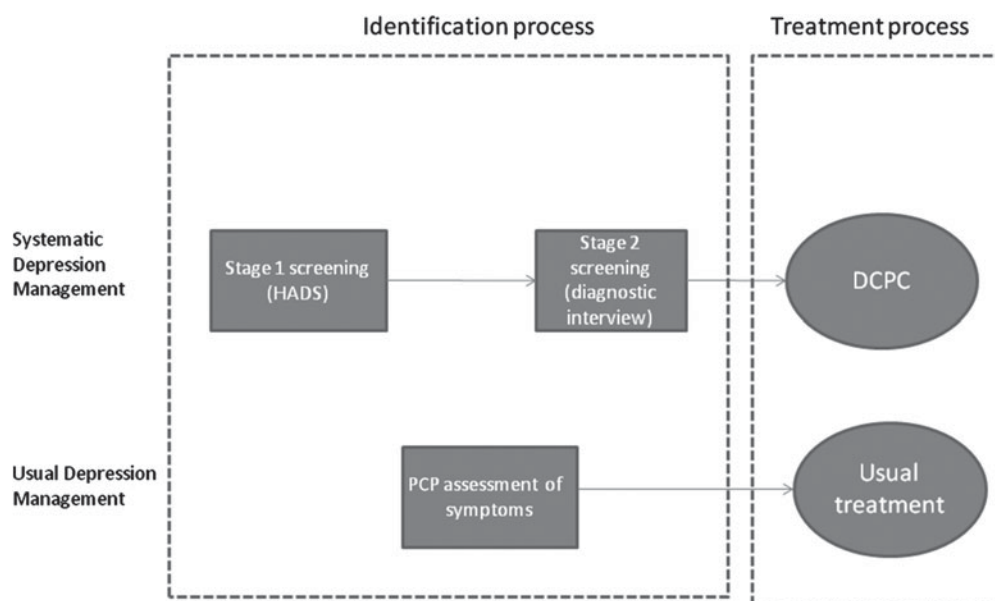 Identification process
Treatment process
Systematic
Depression
Management
Stage 1 screening
(HADS)
Stage 2
screening
(diagnostic
interview)
DCPC
Usual Depression
Management
PCP assessment of
symptoms
Usual
treatment